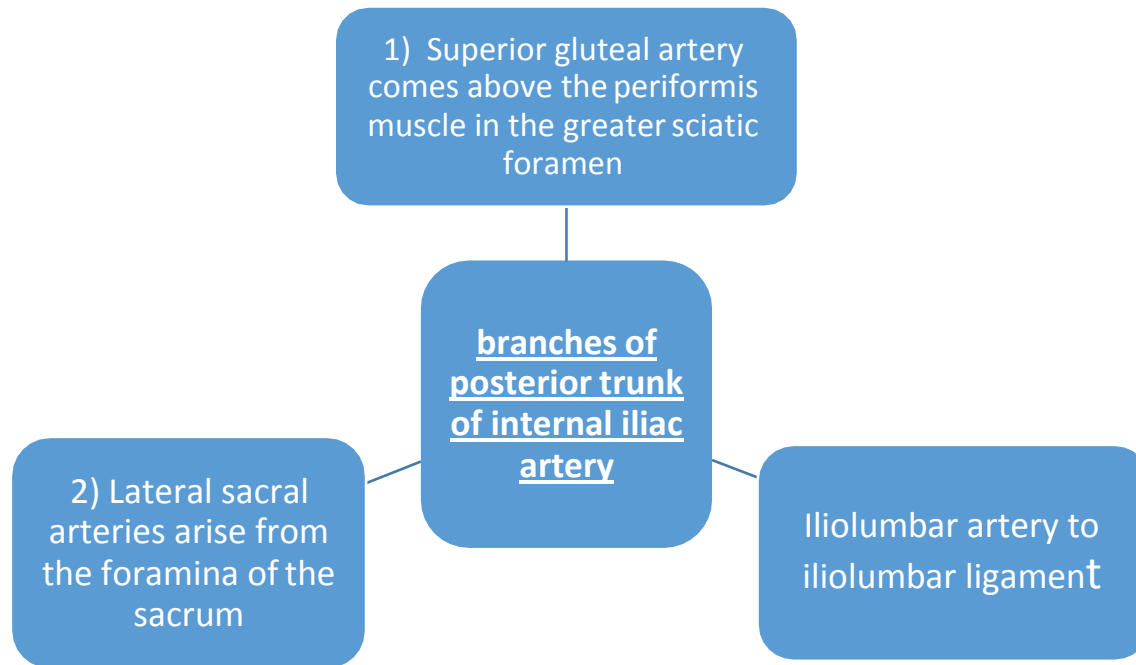 1) Superior gluteal artery
comes above the periformis
muscle in the greater sciatic
foramen
branches of
posterior trunk
of internal iliac
artery
2) Lateral sacral
arteries arise from
the foramina of the
sacrum
Iliolumbar artery to
iliolumbar ligament